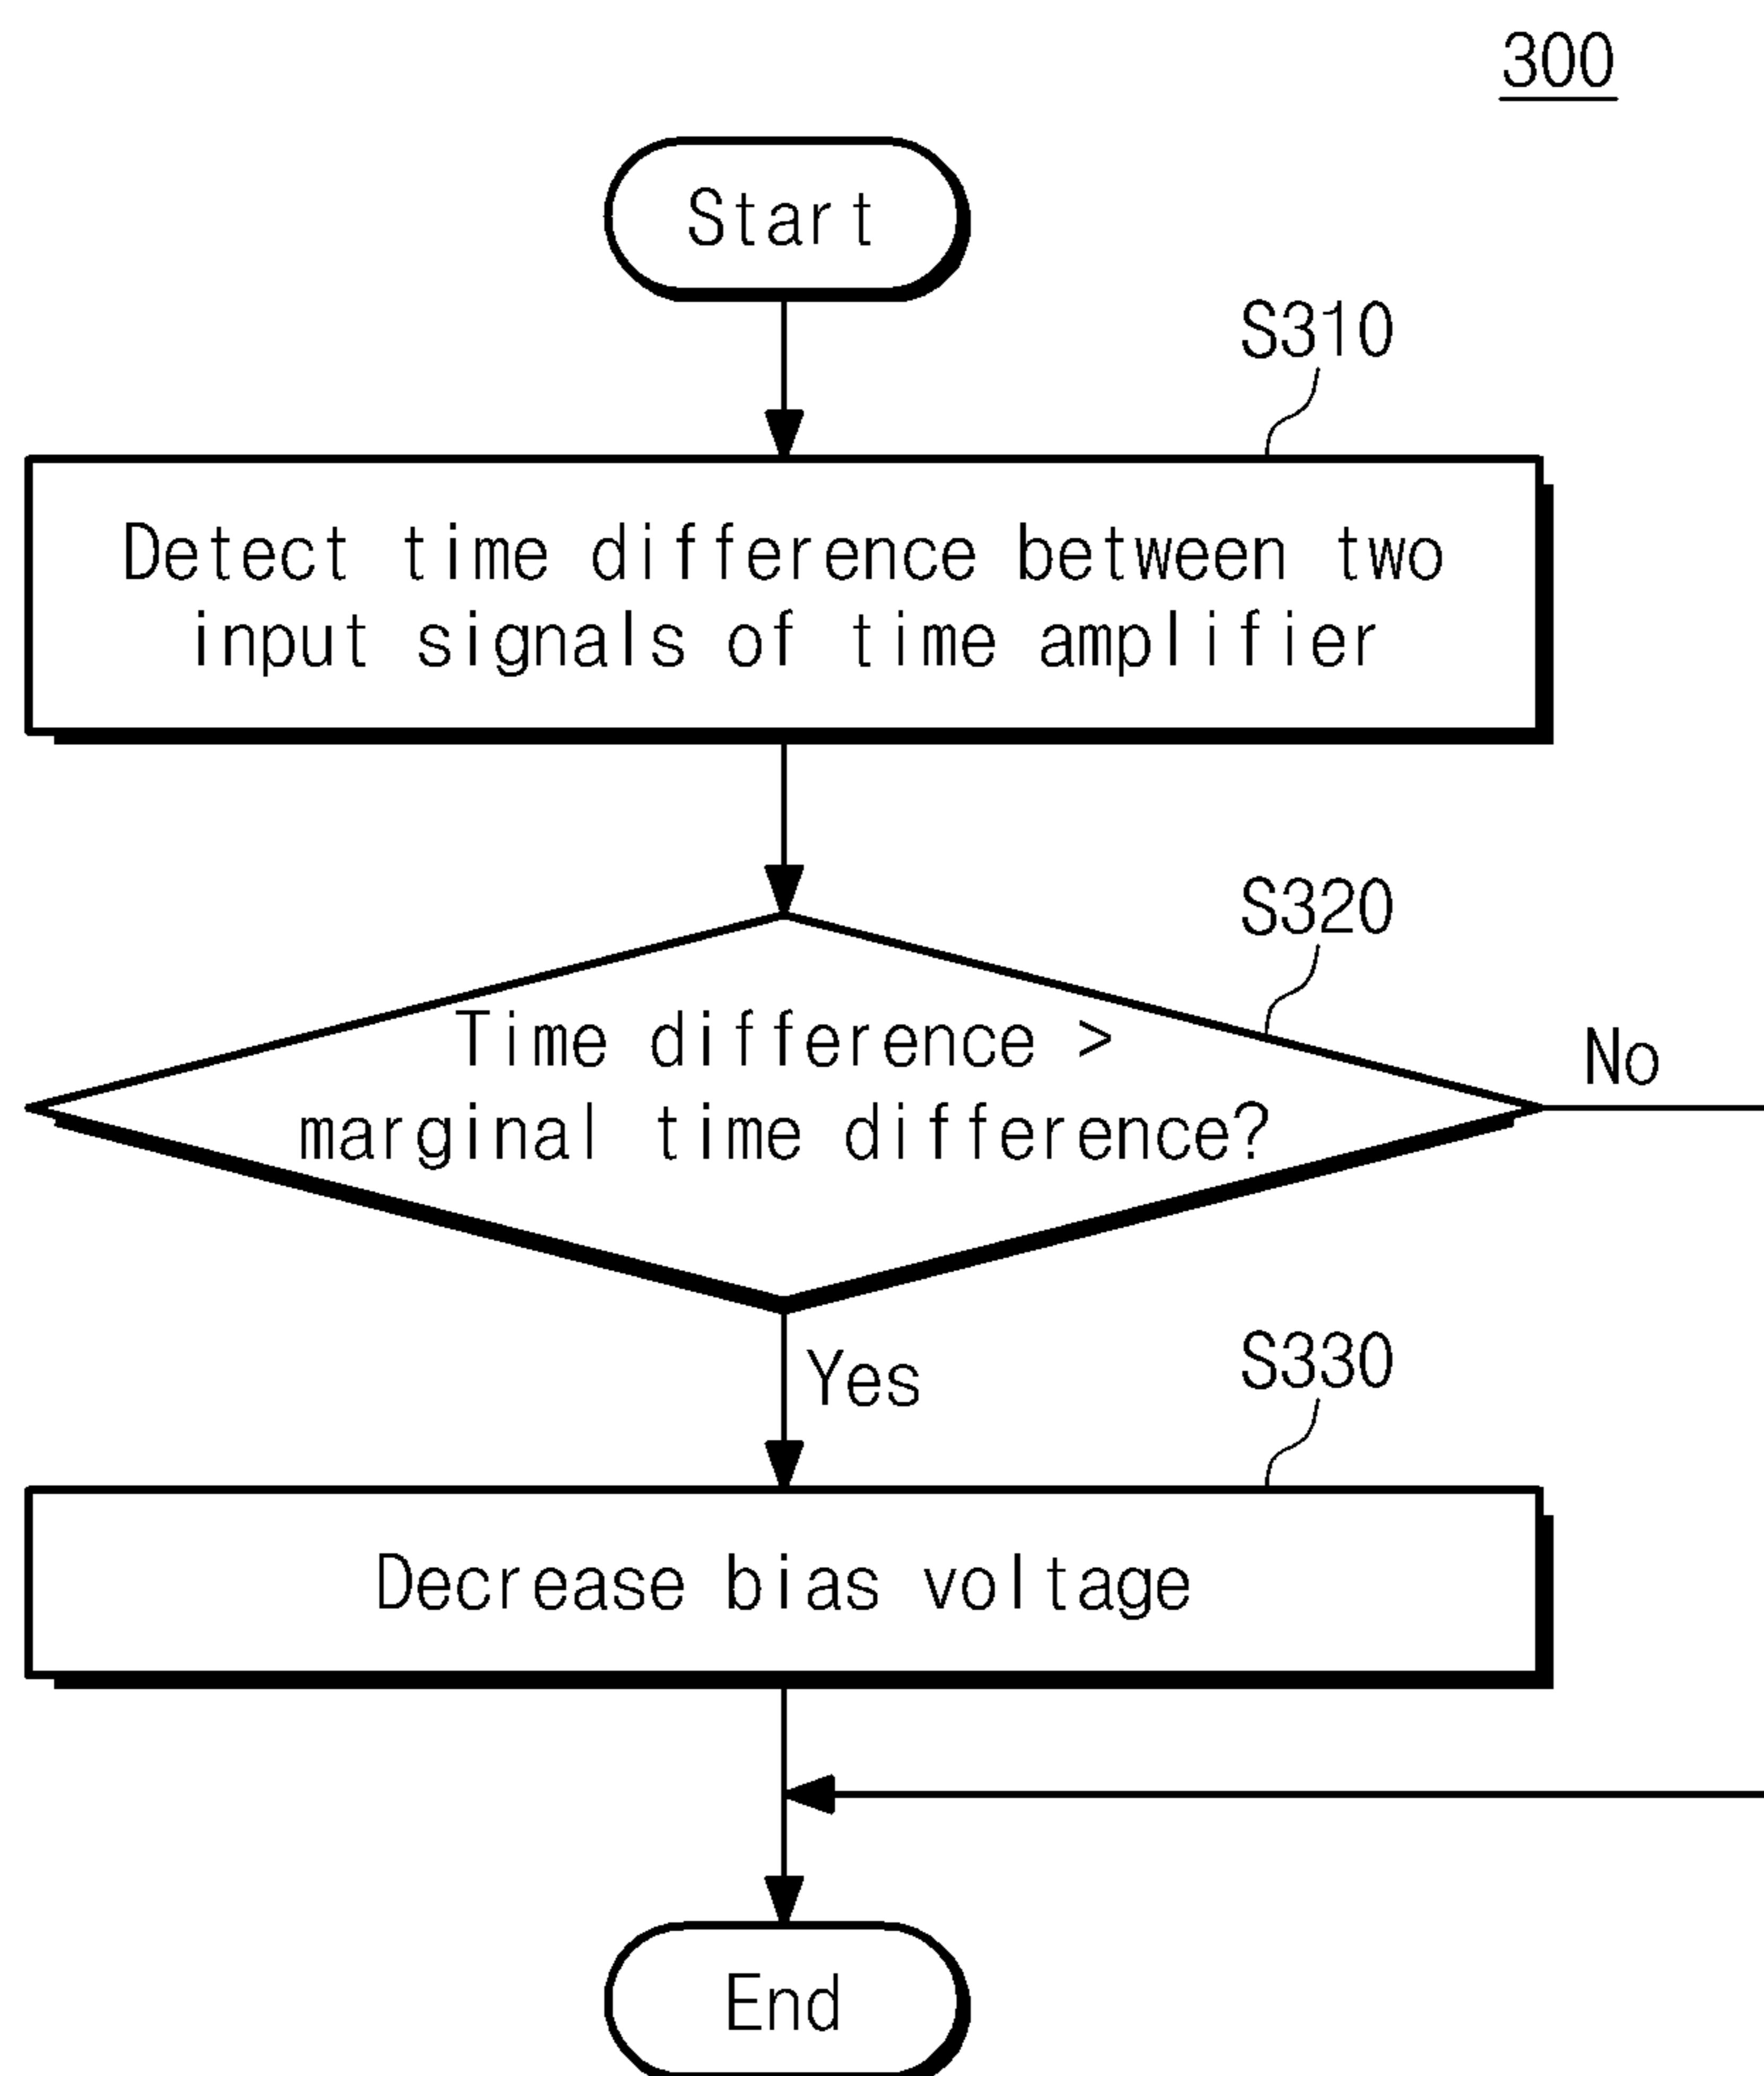 300
Start
S310
Detect time difference between two
input signals of time amplifier
S320
Time difference >
marginal time difference?
No
Yes
S330
Decrease bias voltage
End